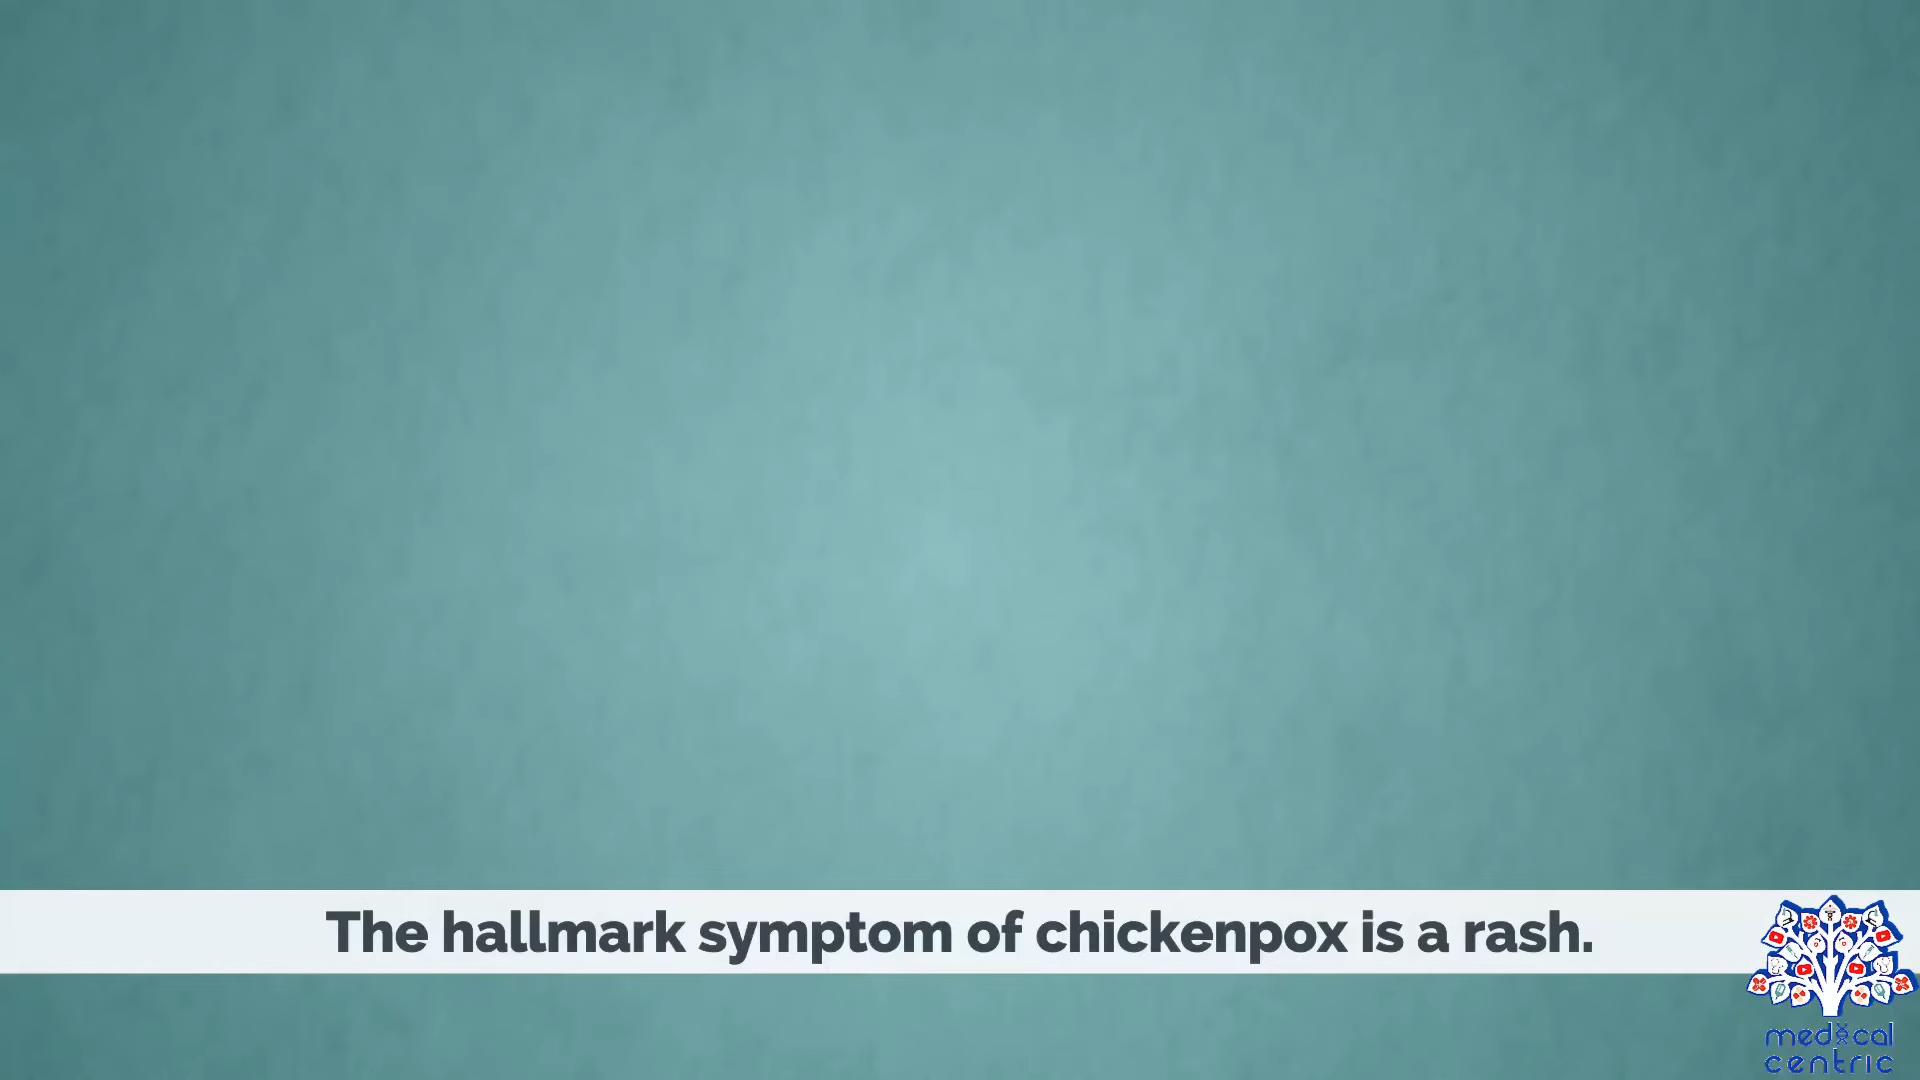 The hallmark symptom of chickenpox is a rash.
medical
centric